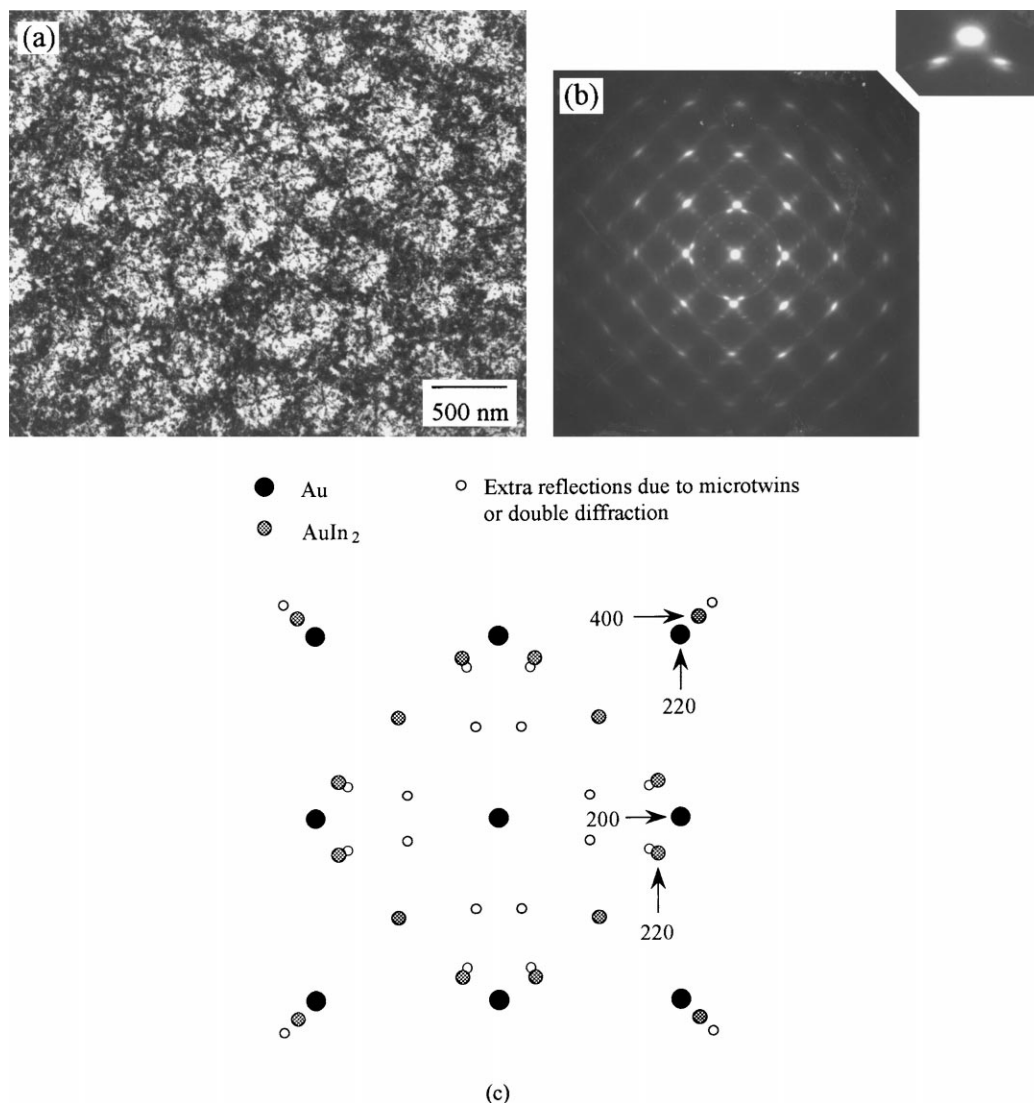 (a)
(b)
500 nm
Au
Extra reflections due to microtwins
or double diffraction
AuIn2
400
220
200
220
(c)